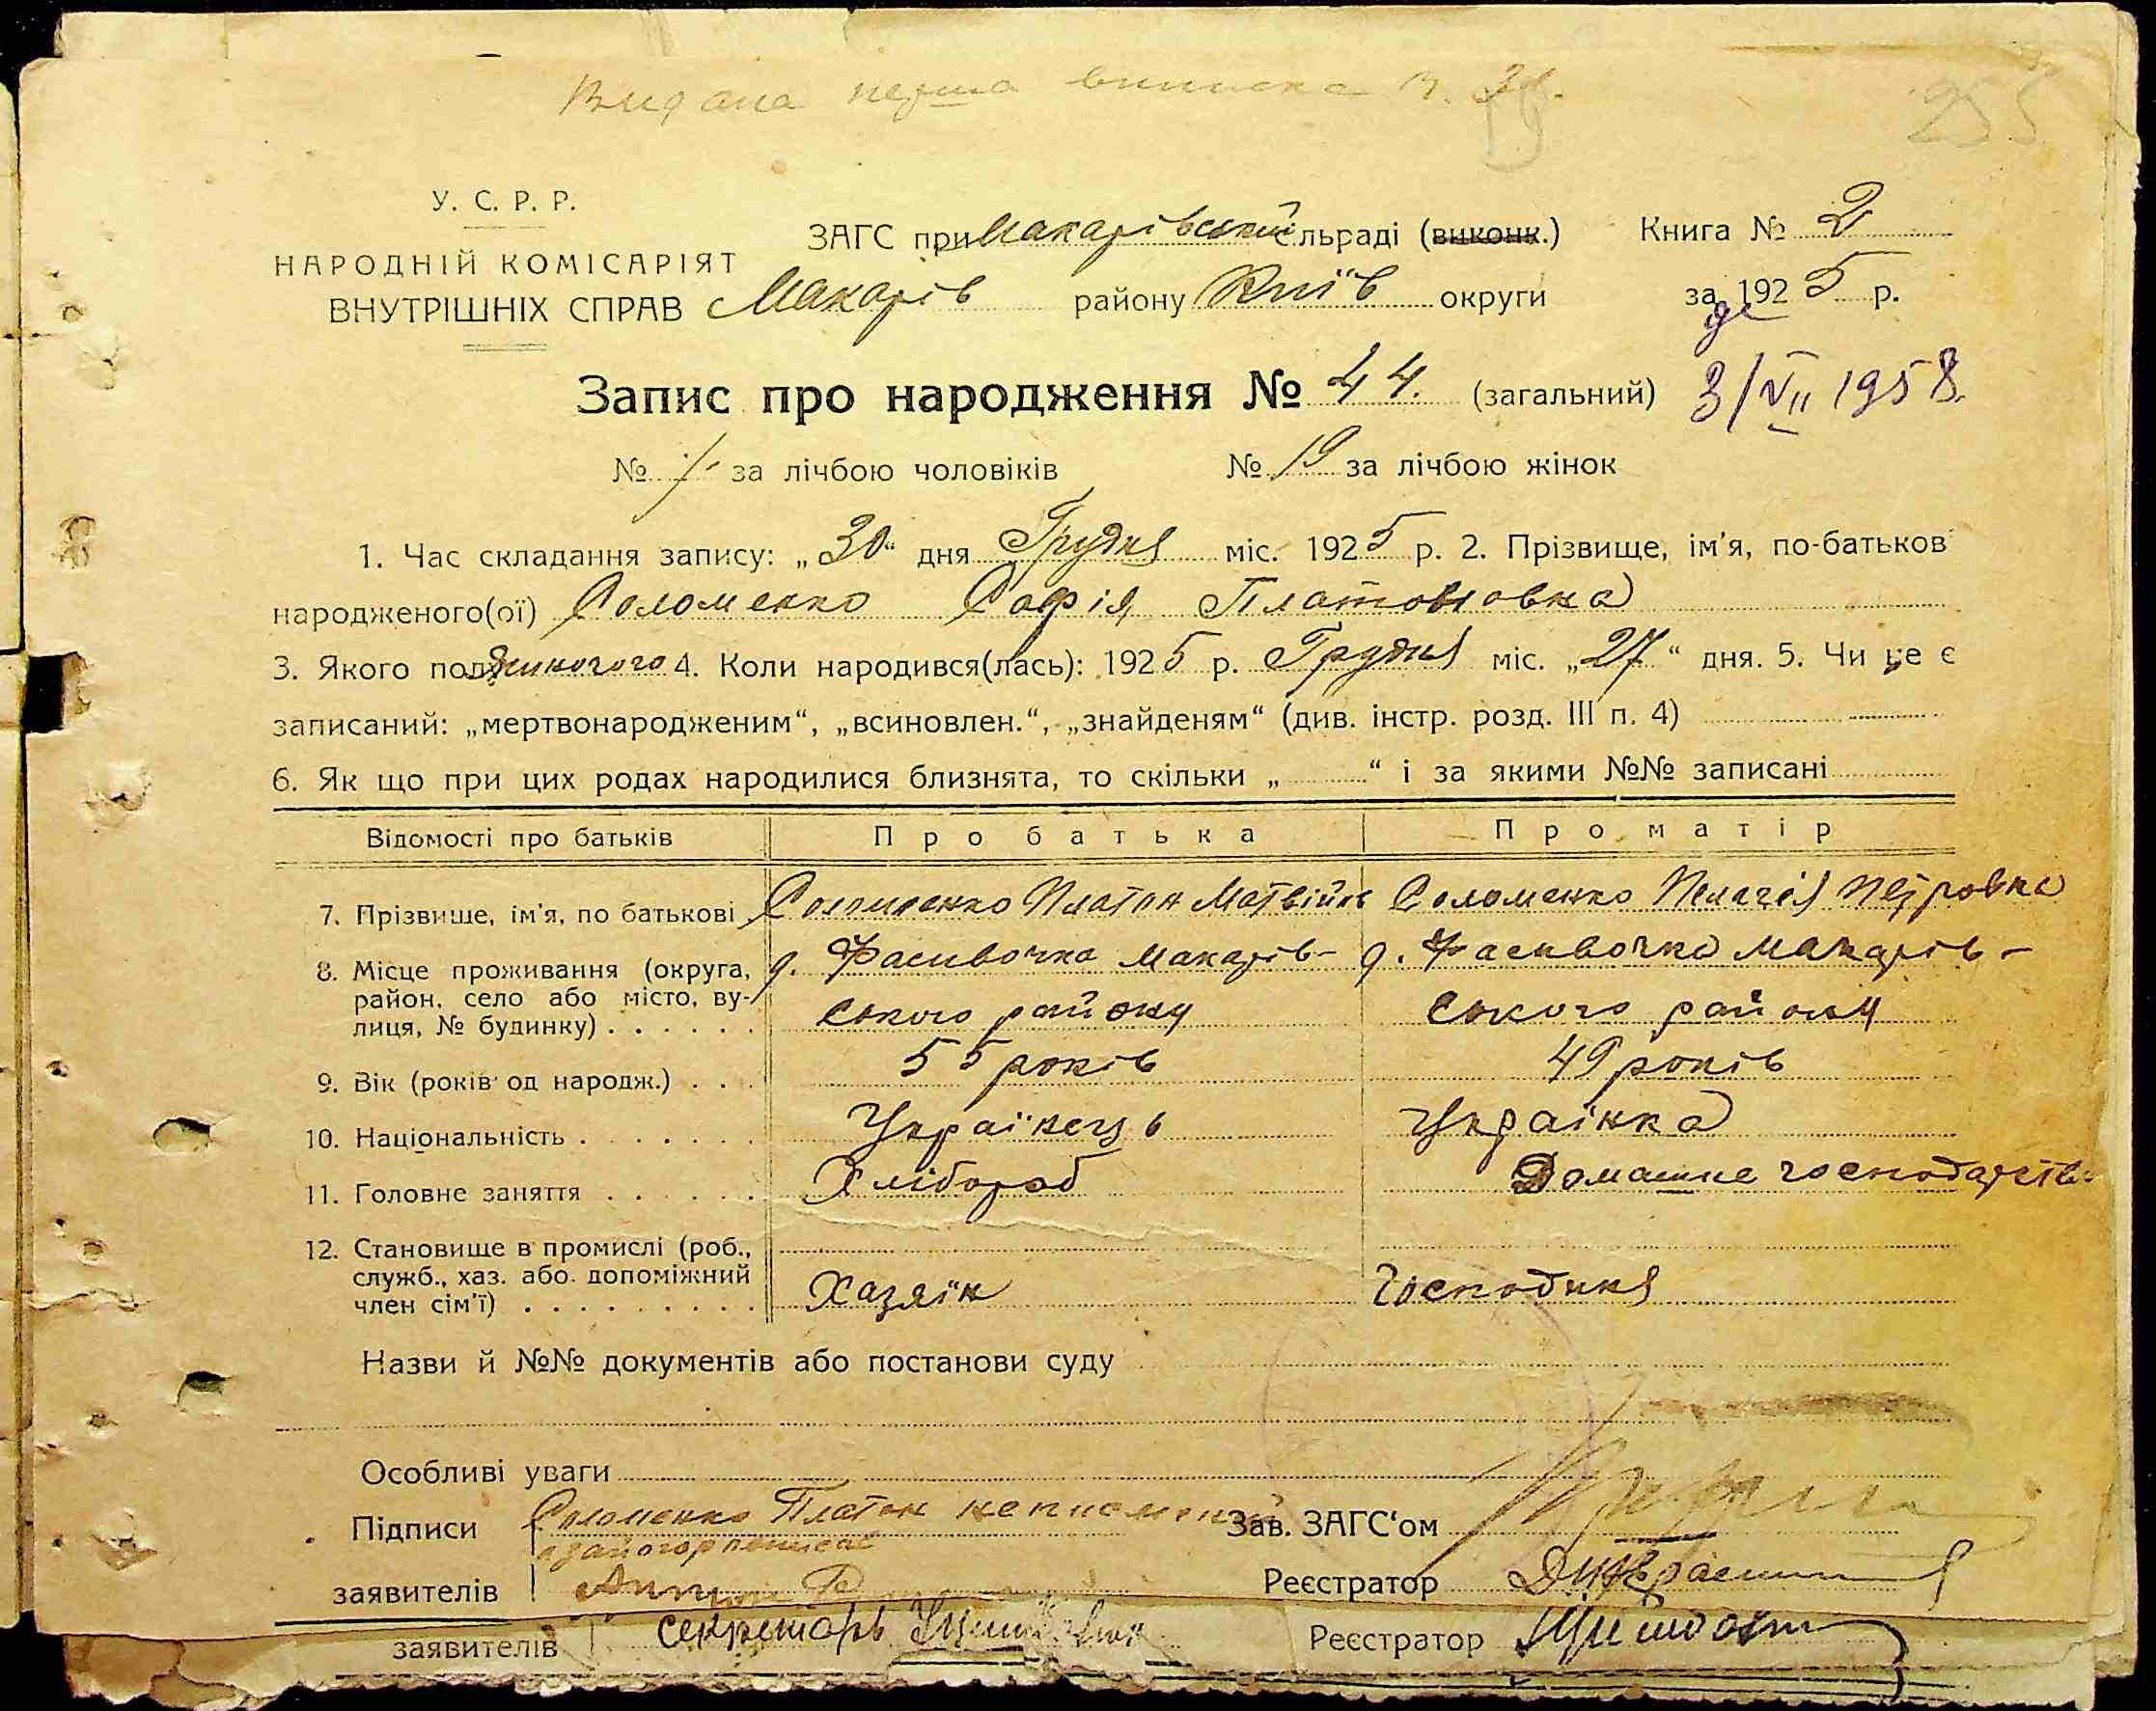 Видана перша виписка
255
У. С. Р. Р.
НАРОДНІЙ КОМІСАРІЯТ
ВНУТРІШНІХ СПРАВ
ЗАГС при Макарівській сільраді (виконк.) Книга № 2
Макарів району Київ округи за 1925 р.
Запис про народження № 44. (загальний) 3/VII 1958
№ за лічбою чоловіків № 19 за лічбою жінок
1. Час складання запису: „30" дня Грудня міс. 1925 р. 2. Прізвище, ім'я, по-батьков
народженого(ої) Соломенко Софія Платоновна
3. Якого пола жиночого 4. Коли народився(лась): 1925 р. Грудня міс. „27" дня. 5. Чи не є
записаний: „мертвонародженим“, „всиновлен.“, „знайденям“ (див. інстр. розд. III п. 4)
6. Як що при цих родах народилися близнята, то скільки „ “ і за якими №№ записані
Відомості про батьків Про батька Про матір
7. Прізвище, ім'я, по батькові Соломенко Платон Матвійов Соломенко Пелагія Петровна
8. Місце проживання (округа, д. Фасивочка Макарів- д. Фасивочка Макарів-
район, село або місто, ву-
лиця, № будинку) . . . . . . ського району ського району
9. Вік (років од народж.) . . . 55 років 49 років
10. Національність . . . . . . . Українець Українка
11. Головне заняття . . . . . . Хлібороб Домашнє господарств
12. Становище в промислі (роб.,
служб., хаз. або допоміжний
член сім'ї) . . . . . . . . . Хазяїн Господиня
Назви й №№ документів або постанови суду
Особливі уваги
Підписи Соломенко Платон неписменный Зав. ЗАГС‘ом
заявителів Реєстратор
заявителів секретарь Реєстратор